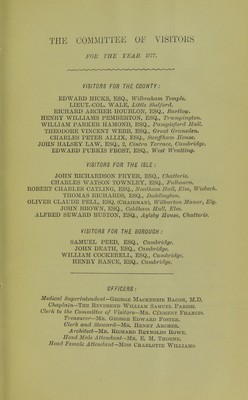 THE COMMITTEE OF VISITORS
FOR THE YEAR 1877.
VISITORS FOR THE COUNTY:
EDWARD HICKS, ESQ., Wilbraham Temple.
LIEUT.-COL. WALE, Little Shelford.
RICHARD ARCHER HOUBLON, ESQ., Bartlow.
HENRY WILLIAMS PEMBERTON, ESQ., Trumpington.
WILLIAM PARKER HAMOND, ESQ., Pampisford Hall.
THEODORE VINCENT WEBB, ESQ., Great Gransden.
CHARLES PETER ALLIX, ESQ., Swaffham House.
JOHN HALSEY LAW, ESQ., 2, Centra Terrace, Cambridge.
EDWARD PURKIS FROST, ESQ., West Wratting.
VISITORS FOR THE ISLE:
JOHN RICHARDSON FRYER, ESQ., Chatteris.
CHARLES WATSON TOWNLEY, ESQ., Fulbourn.
ROBERT CHARLES CATLING, ESQ., Needham Hall, Elm, Wisbech.
THOMAS RICHARDS, ESQ., Doddington.
OLIVER CLAUDE PELL, ESQ. (CHAIRMAN), Wilburton Manor, Ely.
JOHN BROWN, ESQ., Coldham Hall, Elm.
ALFRED SEWARD RUSTON, ESQ., Aylsby House, Chatteris.
VISITORS FOR THE BOROUGH:
SAMUEL PEED, ESQ., Cambridge.
JOHN DEATH, ESQ., Cambridge.
WILLIAM COCKERELL, ESQ., Cambridge.
HENRY RANCE, ESQ., Cambridge.
OFFICERS:
Medical Superintendent—GEORGE MACKENZIE BACON, M.D.
Chaplain—THE REVEREND WILLIAM SAMUEL PARISH.
Clerk to the Committee of Visitors—MR. CLEMENT FRANCIS.
Treasurer—MR. GEORGE EDWARD FOSTER.
Clerk and Steward—MR. HENRY ARCHER.
Architect—MR. RICHARD REYNOLDS ROWE.
Head Male Attendant—MR. E. M. THORNE.
Head Female Attendant—MISS CHARLOTTE WILLIAMS.